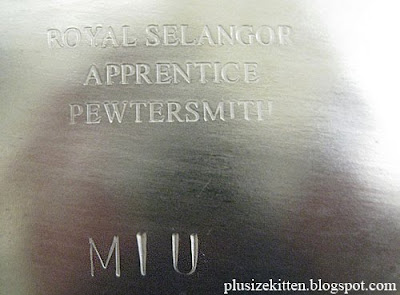 ROYAL SELANGOR
APPRENTICE
PEWTERSMITH
MIU
plusizekitten.blogspot.com